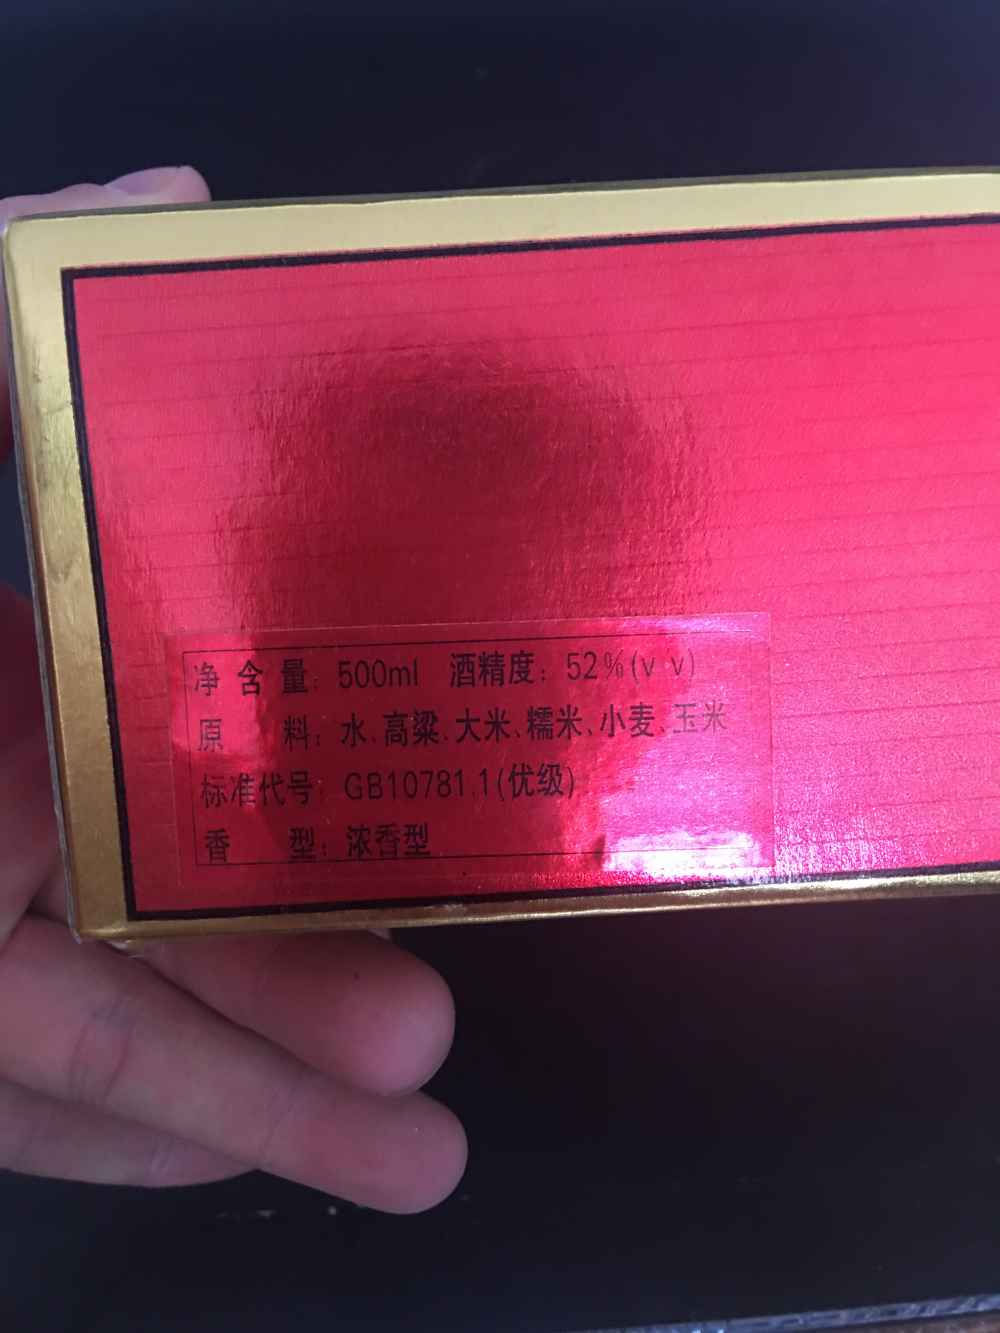 净含量：500ml 酒精度：52%(v v)
原料：水、高粱、大米、糯米、小麦、玉米
标准代号：GB10781.1(优级)
香型：浓香型